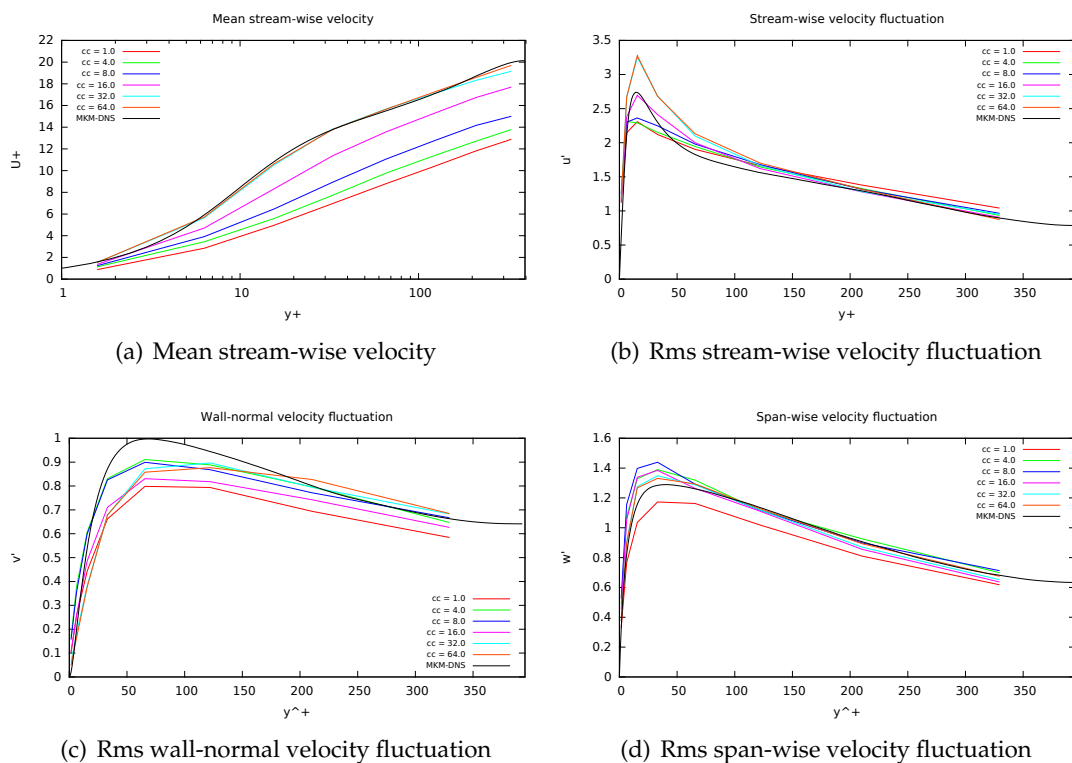 Mean stream-wise velocity
22
20
18
16
14
12
10
8
6
4
2
0
U+
cc = 1.0
cc = 4.0
cc = 8.0
cc = 16.0
cc = 32.0
cc = 64.0
MKM-DNS
1
10
100
y+
(a) Mean stream-wise velocity
Stream-wise velocity fluctuation
3.5
3
2.5
2
1.5
1
0.5
0
u'
cc = 1.0
cc = 4.0
cc = 8.0
cc = 16.0
cc = 32.0
cc = 64.0
MKM-DNS
0 50 100 150 200 250 300 350
y+
(b) Rms stream-wise velocity fluctuation
Wall-normal velocity fluctuation
1
0.9
0.8
0.7
0.6
0.5
0.4
0.3
0.2
0.1
0
v'
cc = 1.0
cc = 4.0
cc = 8.0
cc = 16.0
cc = 32.0
cc = 64.0
MKM-DNS
0 50 100 150 200 250 300 350
y^+
(c) Rms wall-normal velocity fluctuation
Span-wise velocity fluctuation
1.6
1.4
1.2
1
0.8
0.6
0.4
0.2
0
w'
cc = 1.0
cc = 4.0
cc = 8.0
cc = 16.0
cc = 32.0
cc = 64.0
MKM-DNS
0 50 100 150 200 250 300 350
y^+
(d) Rms span-wise velocity fluctuation